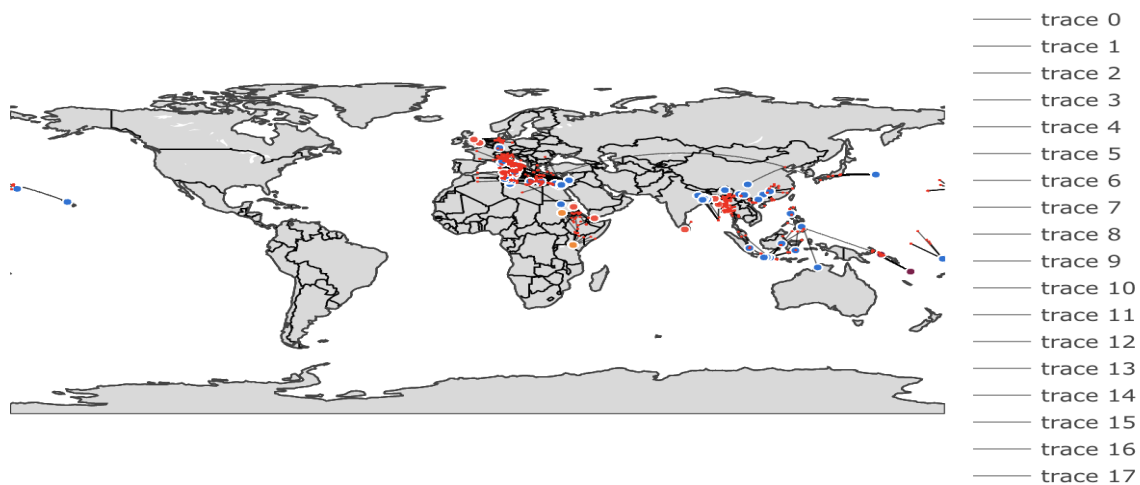 trace 0
trace 1
trace 2
trace 3
trace 4
trace 5
trace 6
trace 7
trace 8
trace 9
trace 10
trace 11
trace 12
trace 13
trace 14
trace 15
trace 16
trace 17